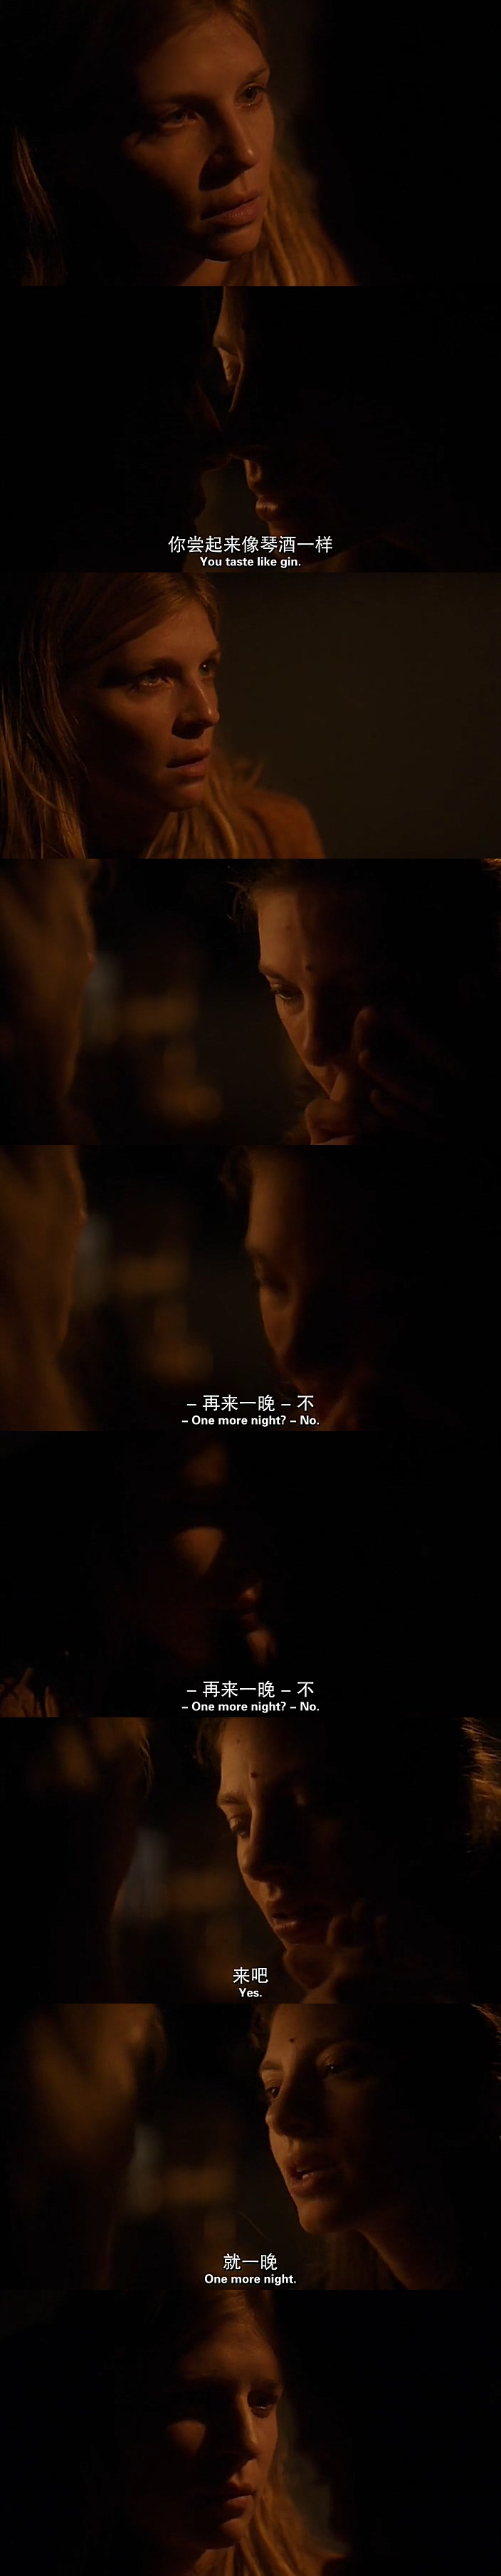 你尝起来像琴酒一样
You taste like gin.
– 再来一晚 – 不
– One more night? – No.
– 再来一晚 – 不
– One more night? – No.
来吧
Yes.
就一晚
One more night.